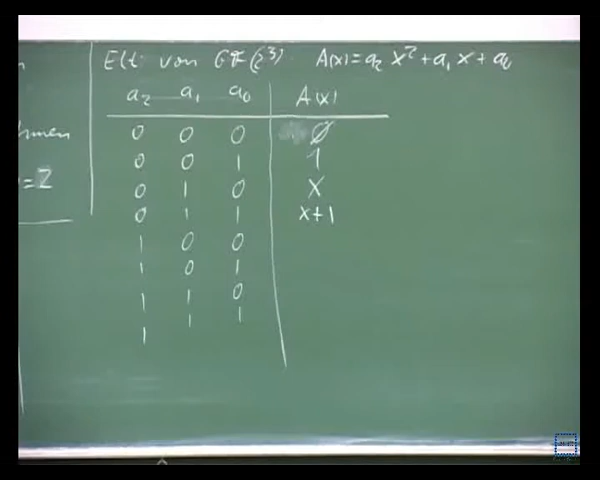 Elt von GF(2³) A(x)=a₂x²+a₁x+a₀
a₂ a₁ a₀ A(x)
0 0 0 0
0 0 1 1
=2 0 1 0 x
0 1 1 x+1
1 0 0
1 0 1
1 1 0
1 1 1